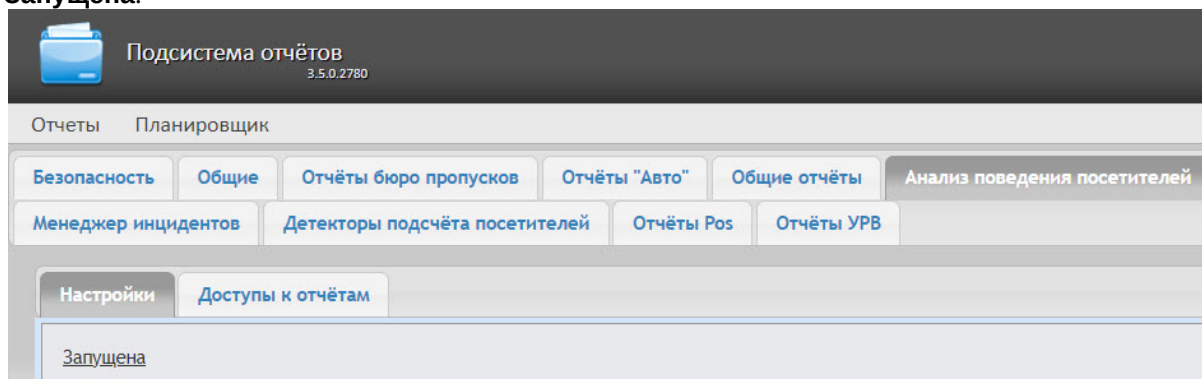 Запущена.
Подсистема отчётов
3.5.0.2780
Отчеты Планировщик
Безопасность Общие Отчёты бюро пропусков Отчёты "Авто" Общие отчёты Анализ поведения посетителей
Менеджер инцидентов Детекторы подсчёта посетителей Отчёты Pos Отчёты УРВ
Настройки Доступы к отчётам
Запущена